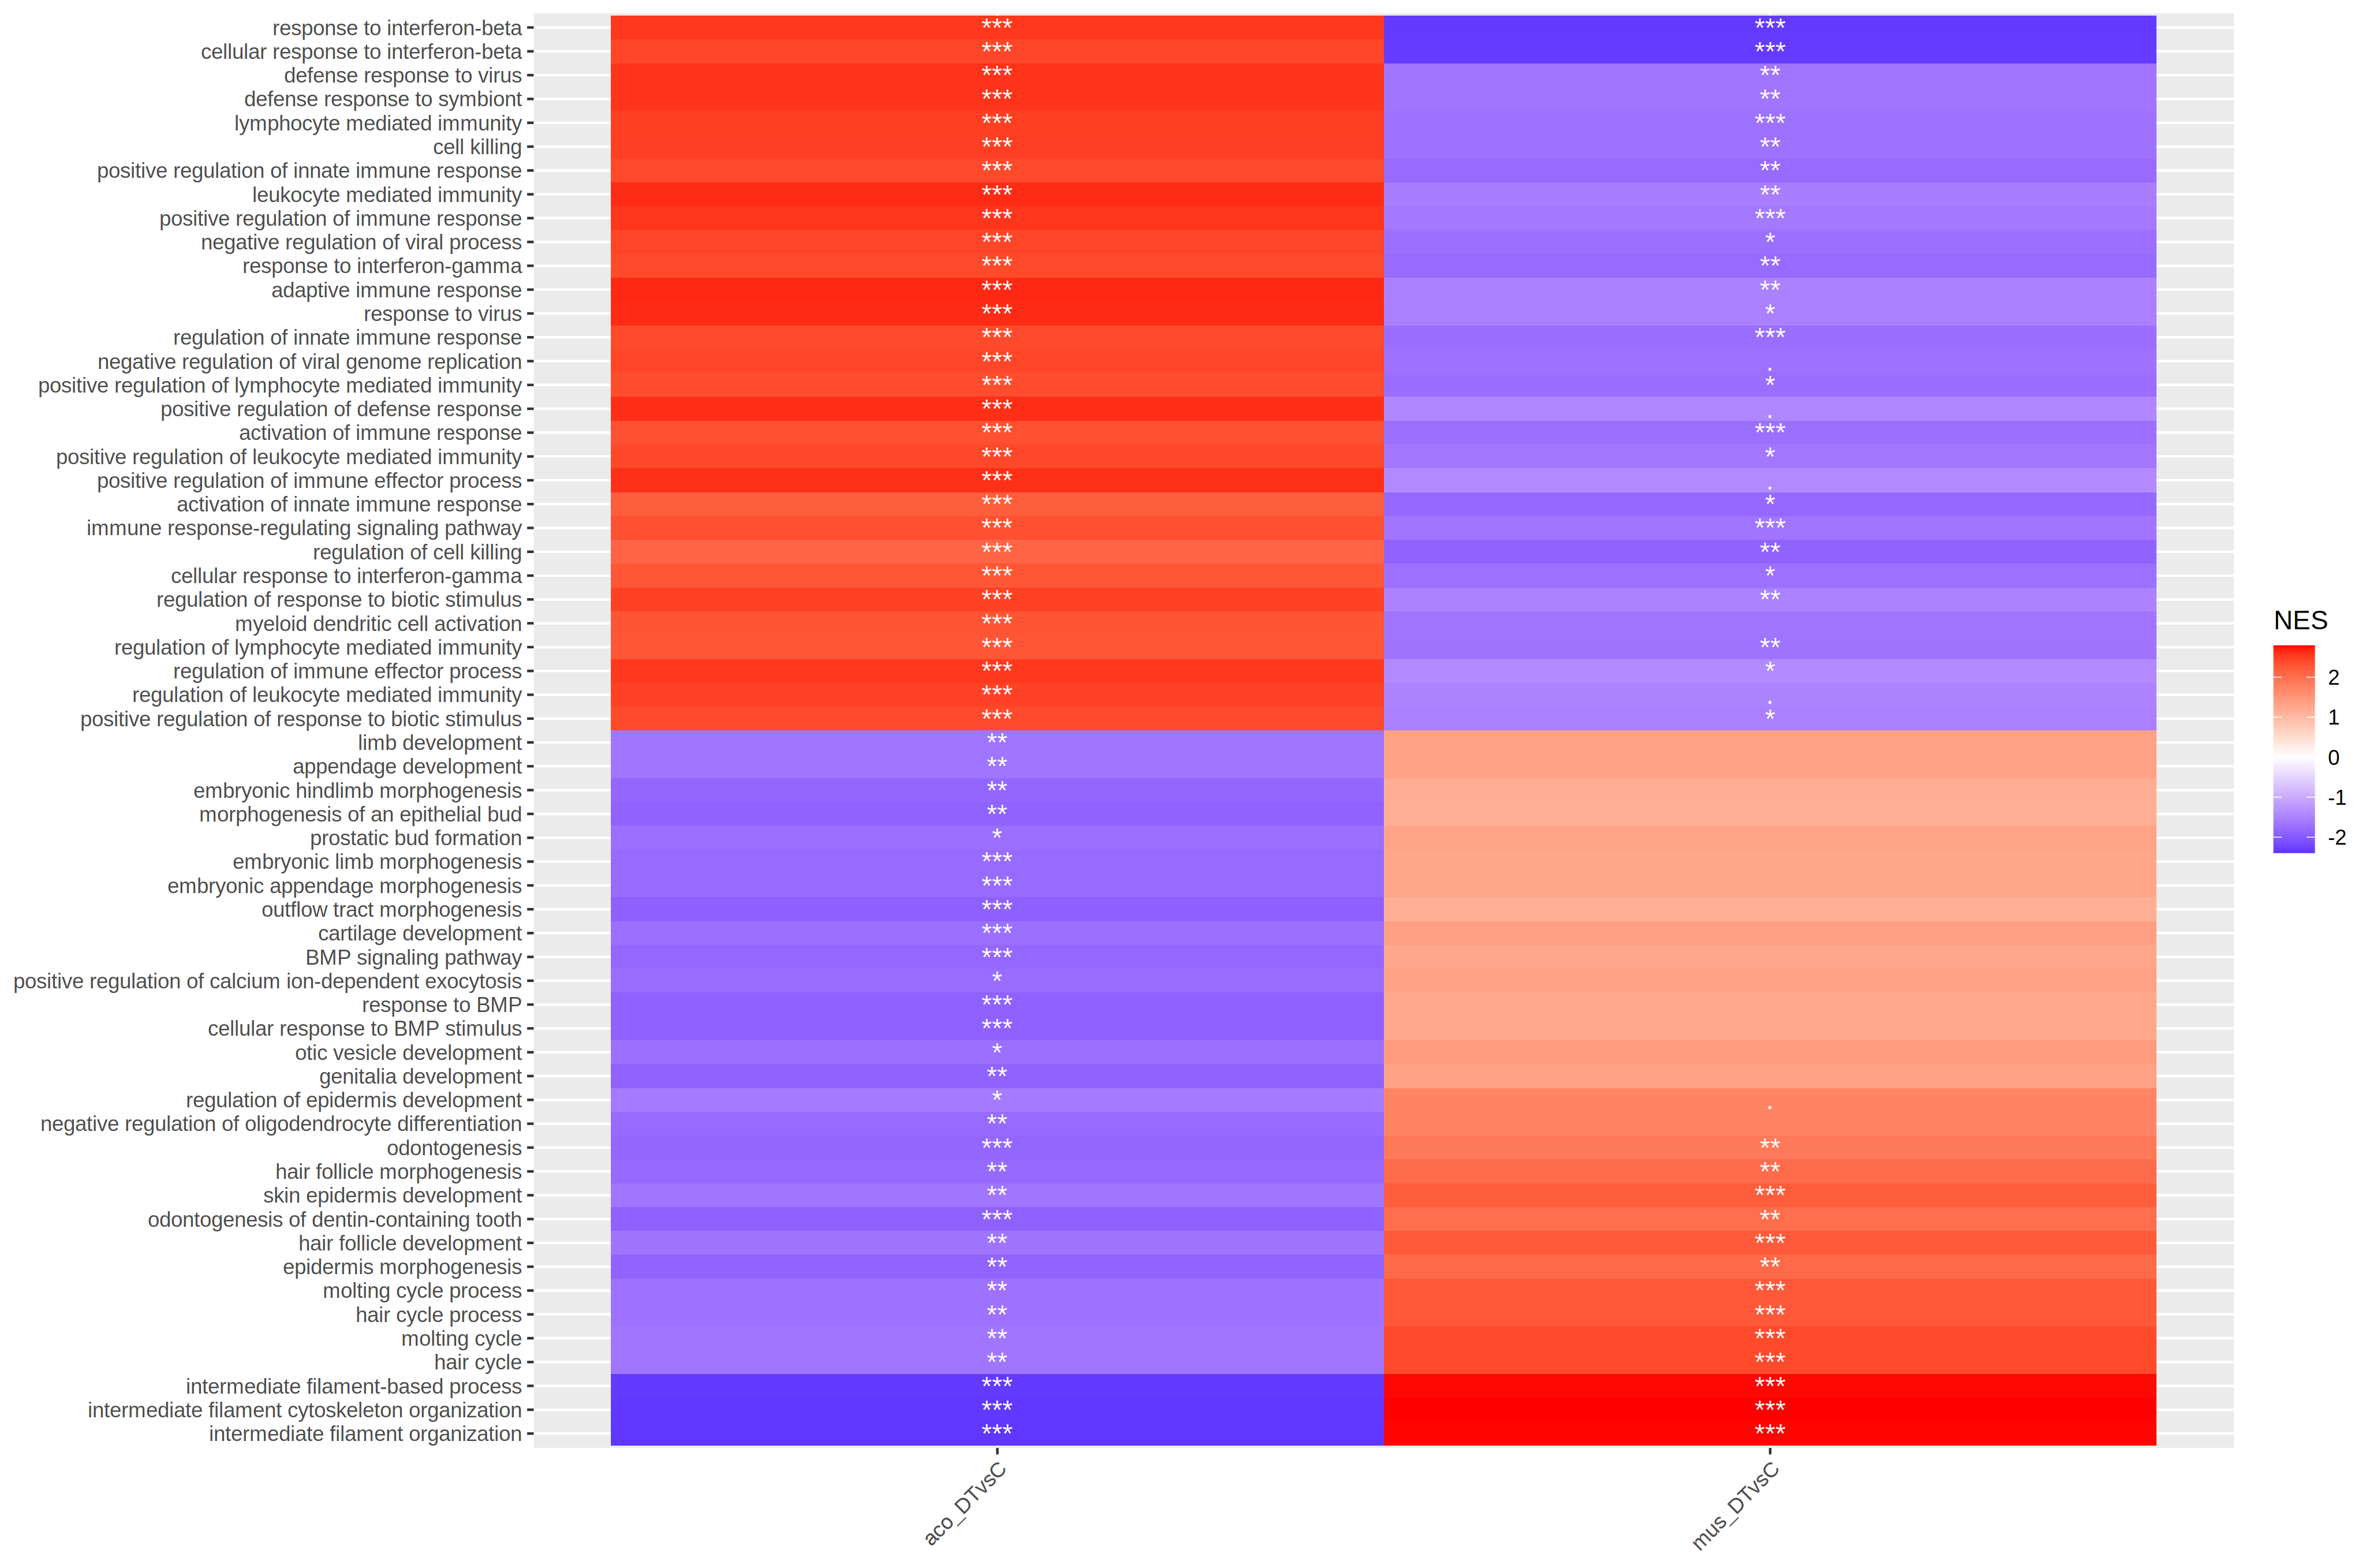 response to interferon-beta *** ***
cellular response to interferon-beta *** ***
defense response to virus *** **
defense response to symbiont *** **
lymphocyte mediated immunity *** ***
cell killing *** **
positive regulation of innate immune response *** **
leukocyte mediated immunity *** **
positive regulation of immune response *** ***
negative regulation of viral process *** *
response to interferon-gamma *** **
adaptive immune response *** **
response to virus *** *
regulation of innate immune response *** ***
negative regulation of viral genome replication *** .
positive regulation of lymphocyte mediated immunity *** *
positive regulation of defense response *** .
activation of immune response *** ***
positive regulation of leukocyte mediated immunity *** *
positive regulation of immune effector process *** .
activation of innate immune response *** *
immune response-regulating signaling pathway *** ***
regulation of cell killing *** **
cellular response to interferon-gamma *** *
regulation of response to biotic stimulus *** **
myeloid dendritic cell activation ***
regulation of lymphocyte mediated immunity *** **
regulation of immune effector process *** *
regulation of leukocyte mediated immunity *** .
positive regulation of response to biotic stimulus *** *
limb development **
appendage development **
embryonic hindlimb morphogenesis **
morphogenesis of an epithelial bud **
prostatic bud formation *
embryonic limb morphogenesis ***
embryonic appendage morphogenesis ***
outflow tract morphogenesis ***
cartilage development ***
BMP signaling pathway ***
positive regulation of calcium ion-dependent exocytosis *
response to BMP ***
cellular response to BMP stimulus ***
otic vesicle development *
genitalia development **
regulation of epidermis development * .
negative regulation of oligodendrocyte differentiation **
odontogenesis *** **
hair follicle morphogenesis ** **
skin epidermis development ** ***
odontogenesis of dentin-containing tooth *** **
hair follicle development ** ***
epidermis morphogenesis ** **
molting cycle process ** ***
hair cycle process ** ***
molting cycle ** ***
hair cycle ** ***
intermediate filament-based process *** ***
intermediate filament cytoskeleton organization *** ***
intermediate filament organization *** ***
aco_DTvsC
mus_DTvsC
NES
2
1
0
-1
-2